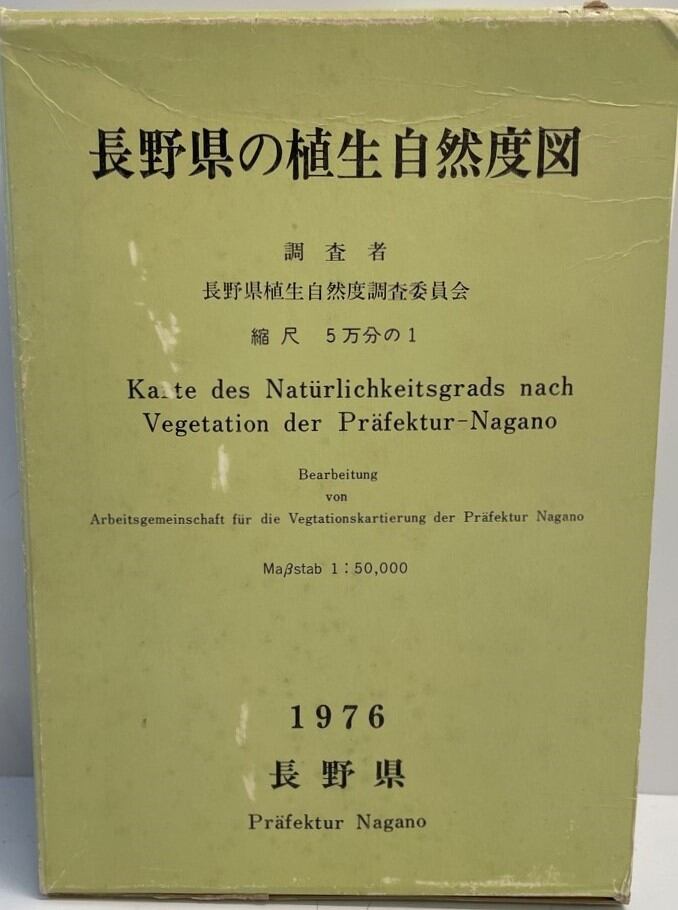 長野県の植生自然度図
調査者
長野県植生自然度調査委員会
縮尺 5万分の1
Karte des Natürlichkeitsgrads nach
Vegetation der Präfektur-Nagano
Bearbeitung
von
Arbeitsgemeinschaft für die Vegtationskartierung der Präfektur Nagano
Maβstab 1:50,000
1976
長野県
Präfektur Nagano